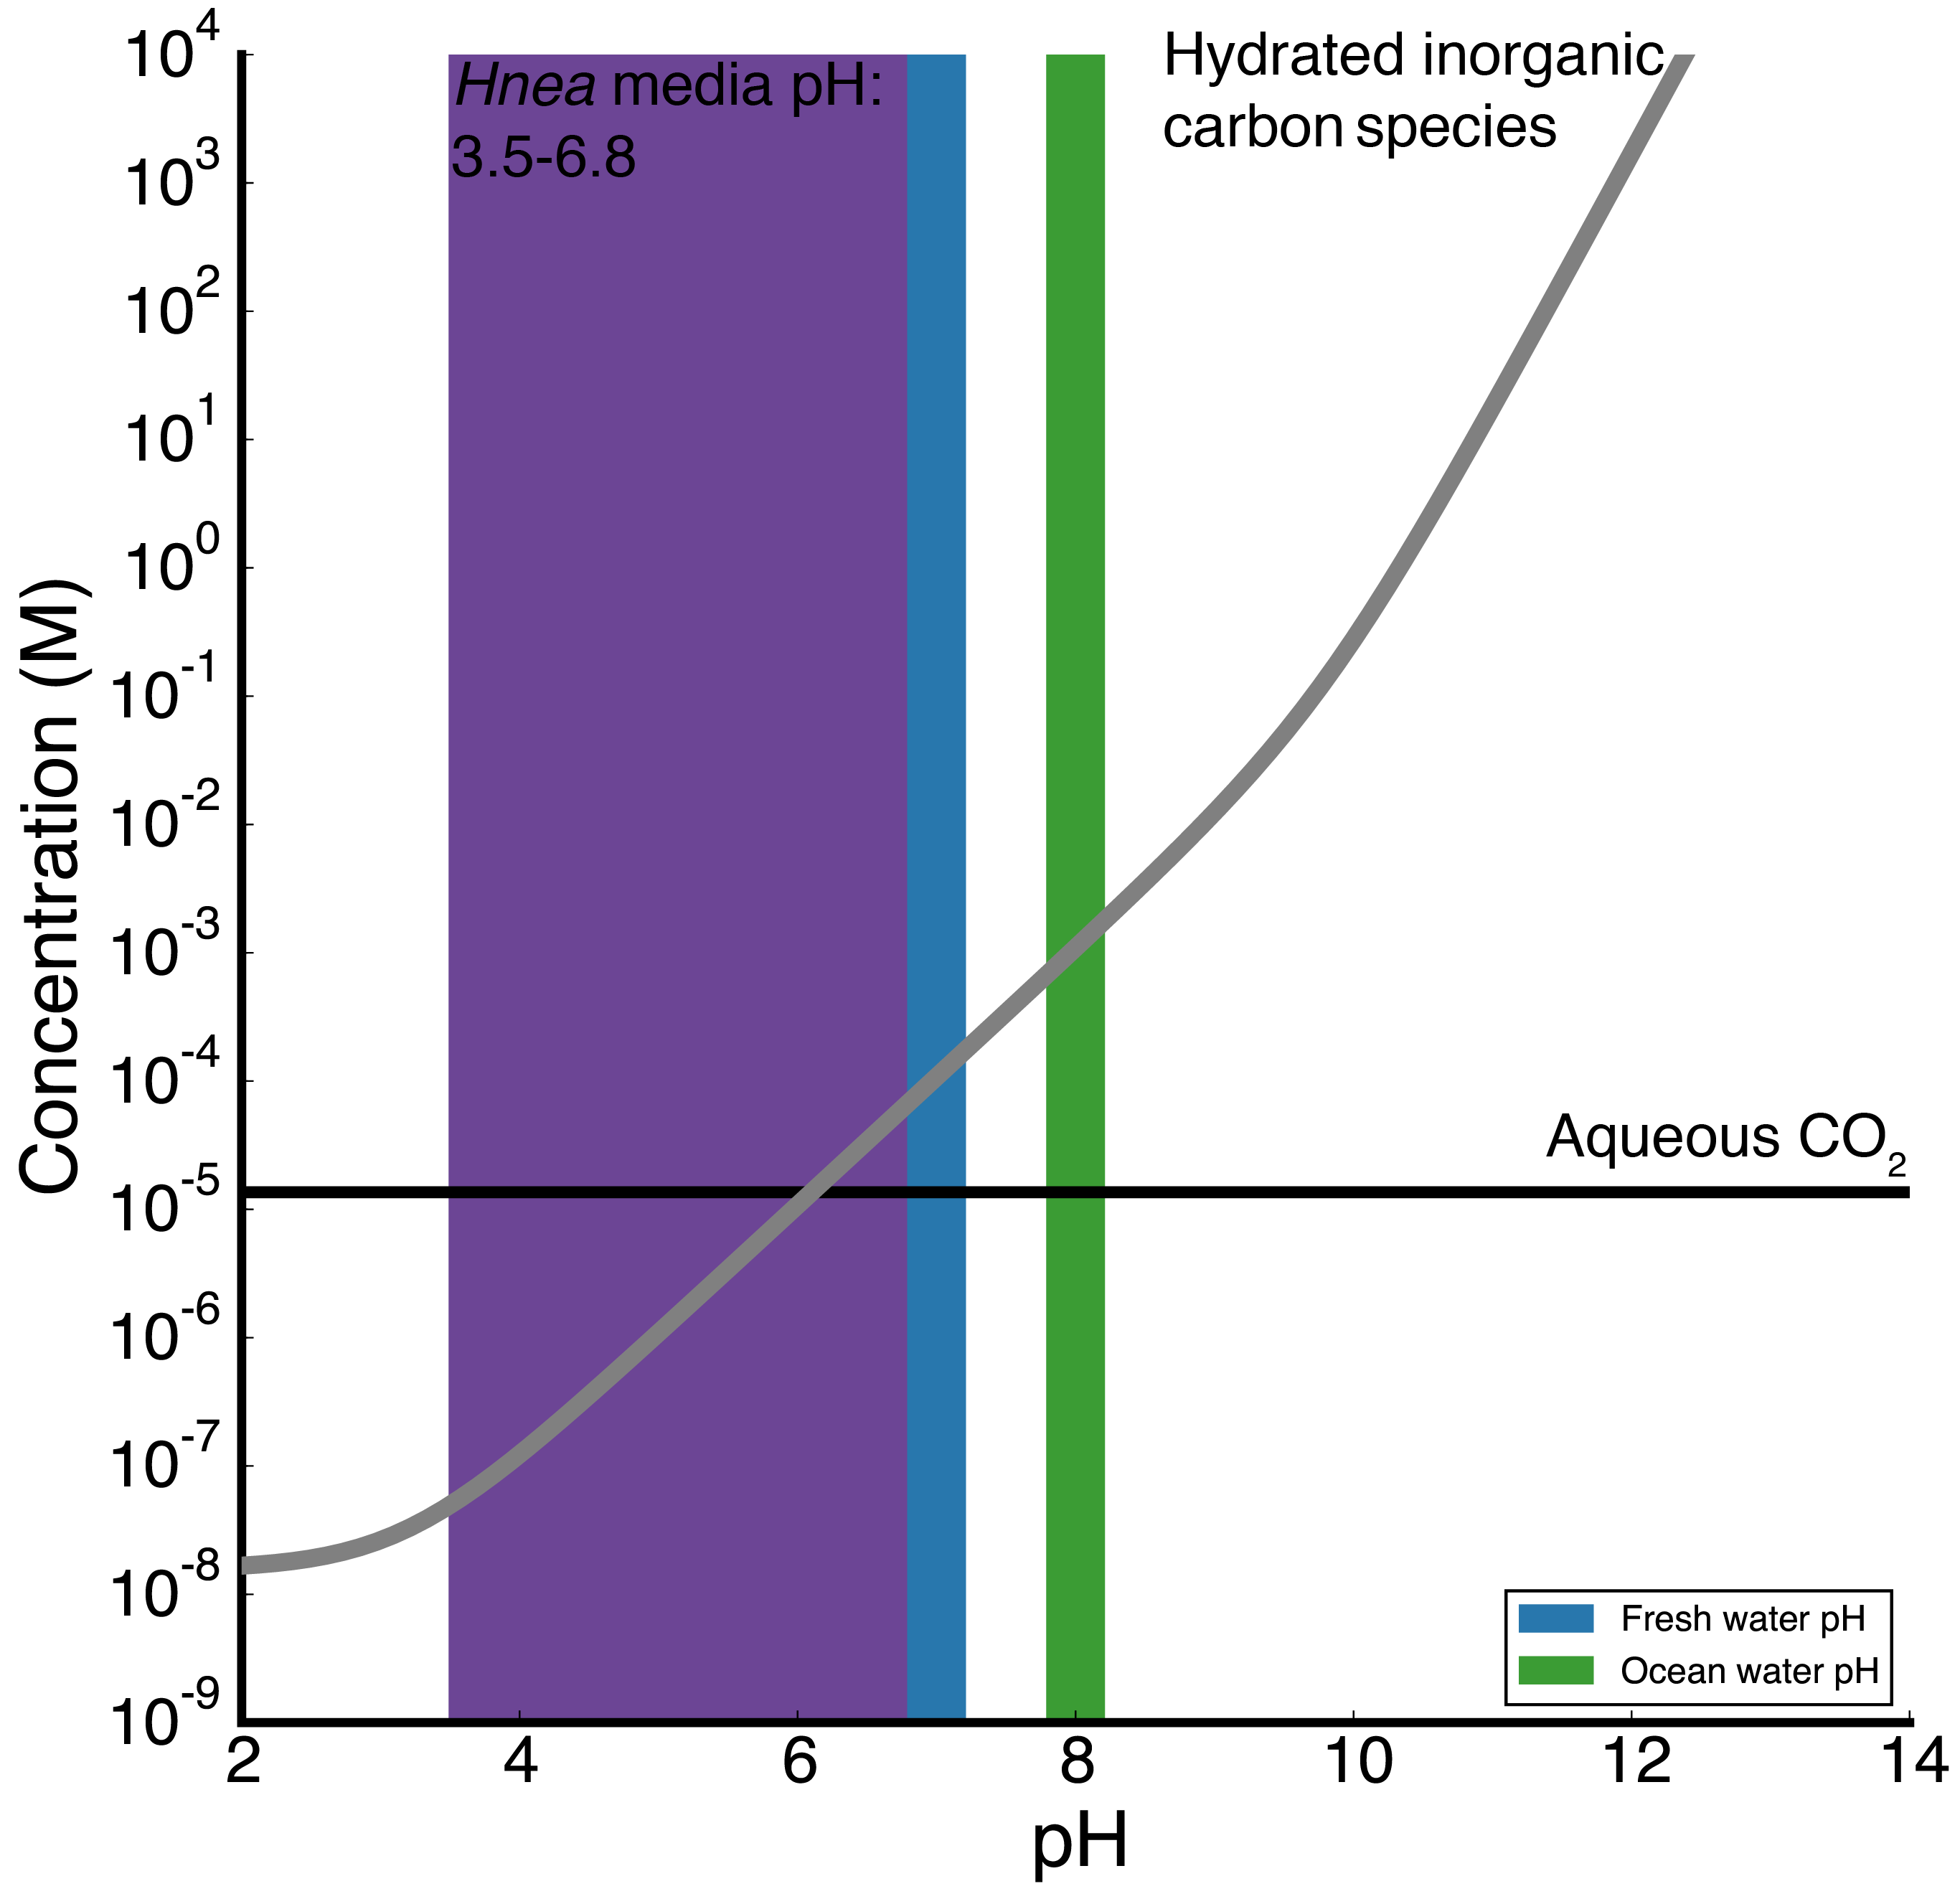 Hnea media pH:
3.5-6.8
Hydrated inorganic
carbon species
10^4
10^3
10^2
10^1
10^0
10^-1
10^-2
10^-3
10^-4
10^-5
10^-6
10^-7
10^-8
10^-9
Concentration (M)
Aqueous CO₂
Fresh water pH
Ocean water pH
2 4 6 8 10 12 14
pH